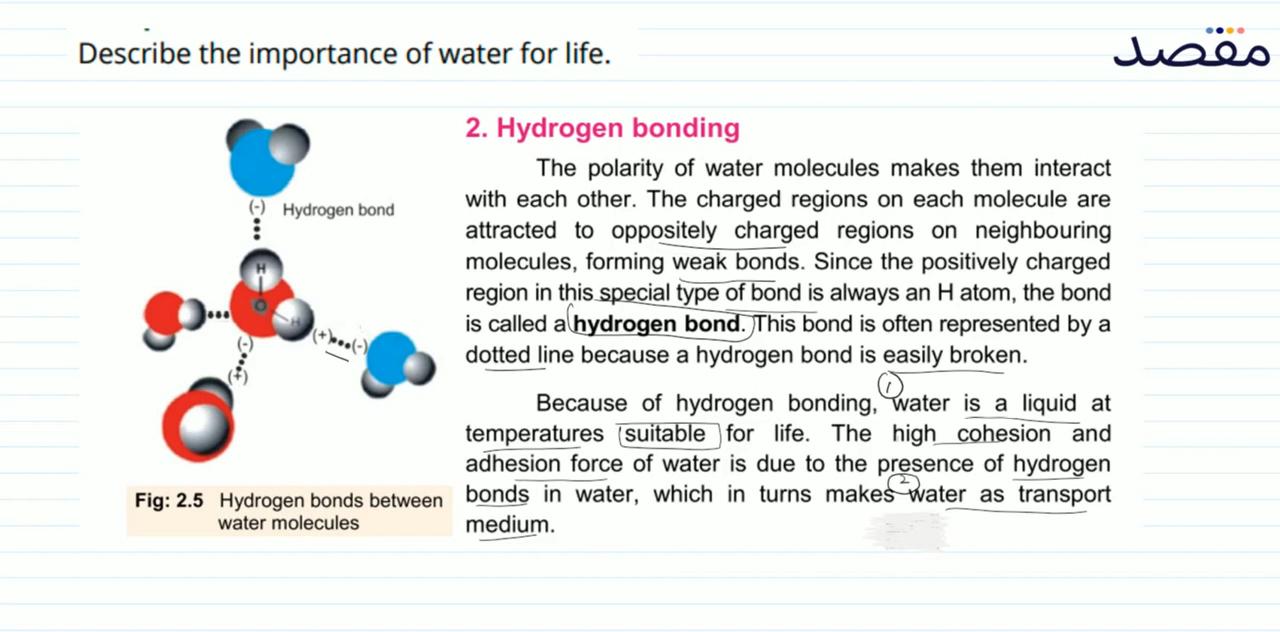 Describe the importance of water for life.
مقصد
2. Hydrogen bonding
The polarity of water molecules makes them interact
with each other. The charged regions on each molecule are
attracted to oppositely charged regions on neighbouring
molecules, forming weak bonds. Since the positively charged
region in this special type of bond is always an H atom, the bond
is called a hydrogen bond. This bond is often represented by a
dotted line because a hydrogen bond is easily broken.
1
Because of hydrogen bonding, water is a liquid at
temperatures suitable for life. The high cohesion and
adhesion force of water is due to the presence of hydrogen
2
bonds in water, which in turns makes water as transport
medium.
(-) Hydrogen bond
H
O
H
(+) (-)
(-)
(+)
Fig: 2.5 Hydrogen bonds between
water molecules